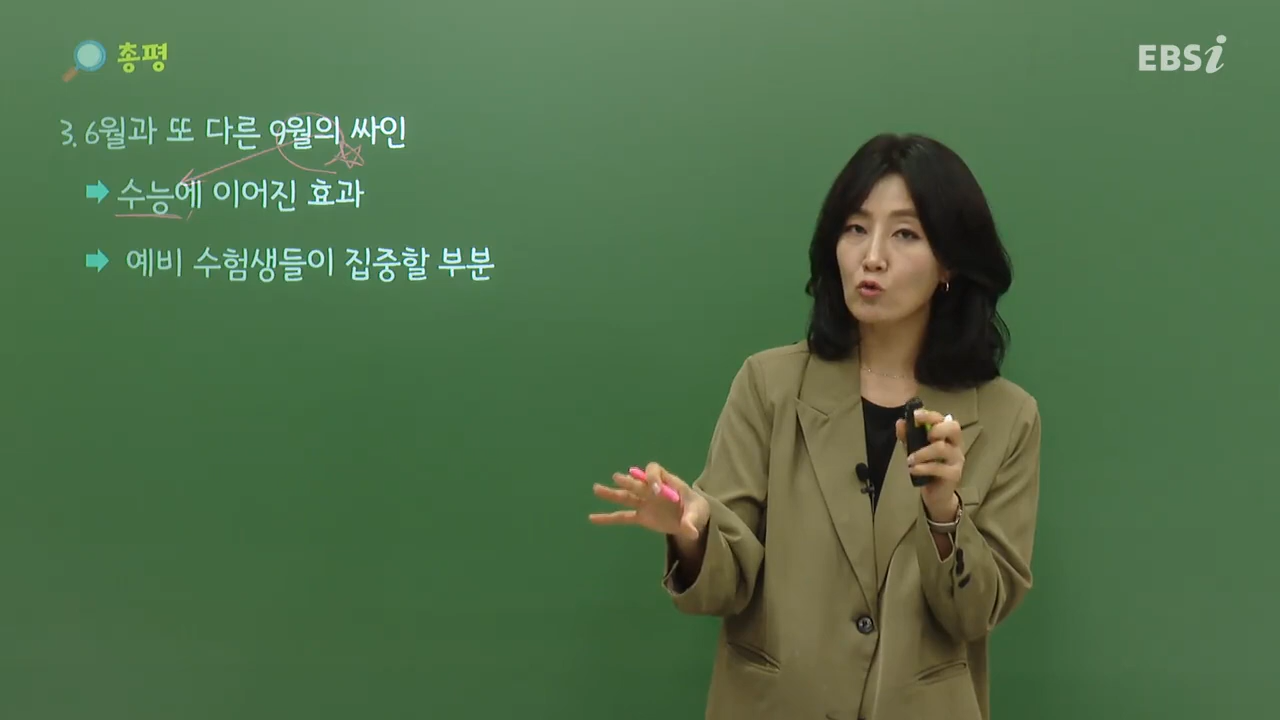 총평
EBSi
3. 6월과 또 다른 9월의 싸인
수능에 이어진 효과
예비 수험생들이 집중할 부분